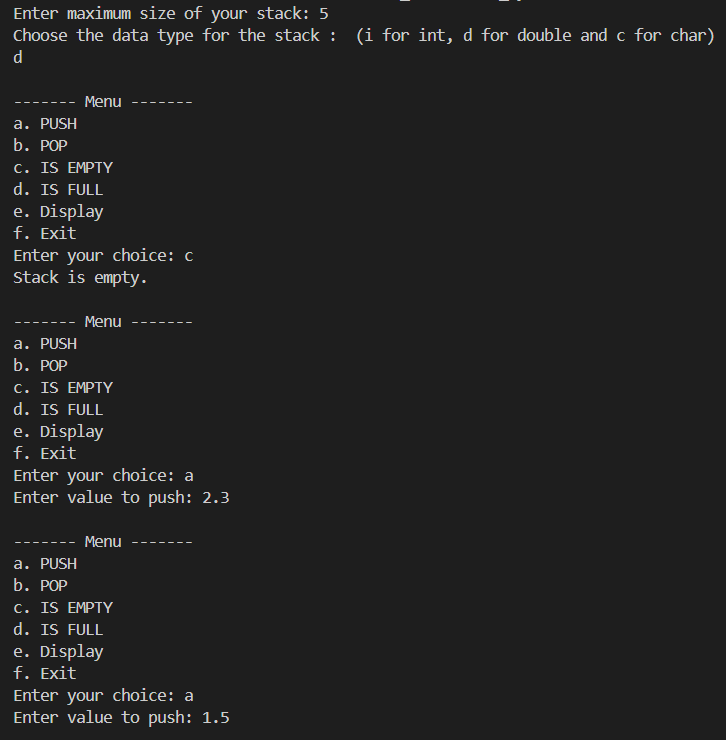 Enter maximum size of your stack: 5
Choose the data type for the stack :  (i for int, d for double and c for char)
d
------- Menu -------
a. PUSH
b. POP
c. IS EMPTY
d. IS FULL
e. Display
f. Exit
Enter your choice: c
Stack is empty.
------- Menu -------
a. PUSH
b. POP
c. IS EMPTY
d. IS FULL
e. Display
f. Exit
Enter your choice: a
Enter value to push: 2.3
------- Menu -------
a. PUSH
b. POP
c. IS EMPTY
d. IS FULL
e. Display
f. Exit
Enter your choice: a
Enter value to push: 1.5